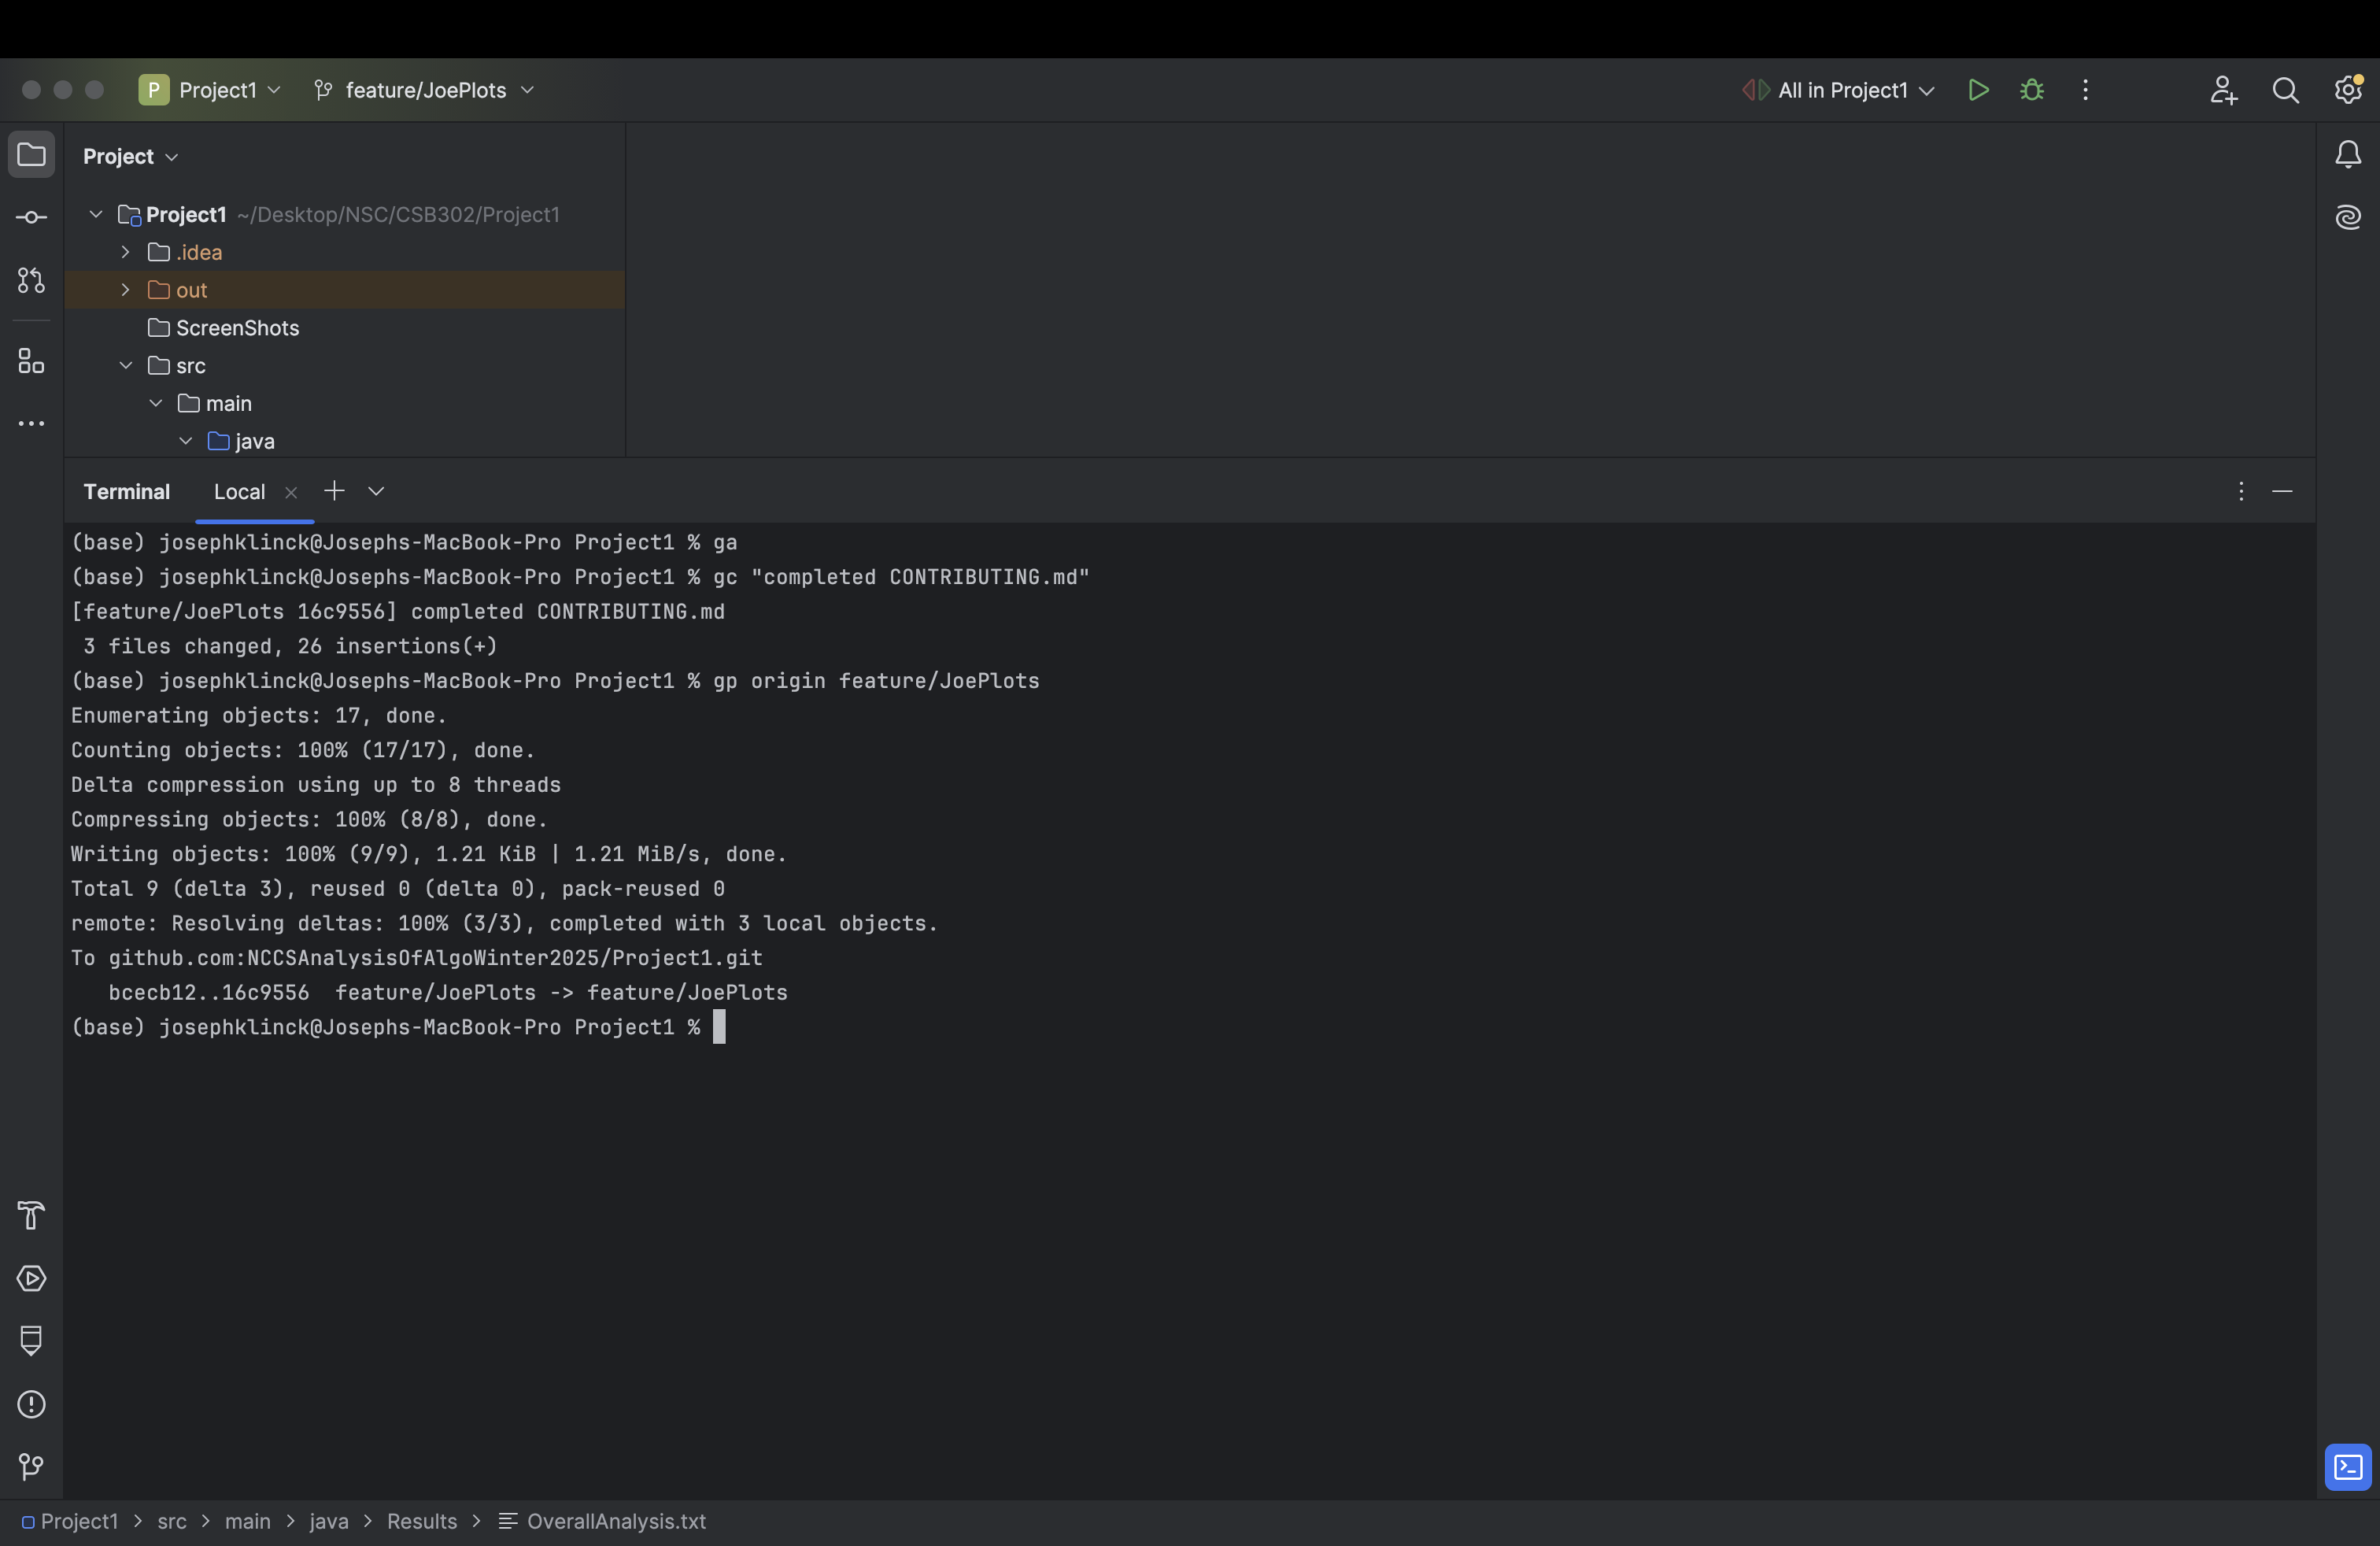 P Project1 feature/JoePlots All in Project1
Project
Project1 ~/Desktop/NSC/CSB302/Project1
.idea
out
ScreenShots
src
main
java
Terminal Local
(base) josephklinck@Josephs-MacBook-Pro Project1 % ga
(base) josephklinck@Josephs-MacBook-Pro Project1 % gc "completed CONTRIBUTING.md"
[feature/JoePlots 16c9556] completed CONTRIBUTING.md
 3 files changed, 26 insertions(+)
(base) josephklinck@Josephs-MacBook-Pro Project1 % gp origin feature/JoePlots
Enumerating objects: 17, done.
Counting objects: 100% (17/17), done.
Delta compression using up to 8 threads
Compressing objects: 100% (8/8), done.
Writing objects: 100% (9/9), 1.21 KiB | 1.21 MiB/s, done.
Total 9 (delta 3), reused 0 (delta 0), pack-reused 0
remote: Resolving deltas: 100% (3/3), completed with 3 local objects.
To github.com:NCCSAnalysisOfAlgoWinter2025/Project1.git
   bcecb12..16c9556  feature/JoePlots -> feature/JoePlots
(base) josephklinck@Josephs-MacBook-Pro Project1 %
Project1 > src > main > java > Results > OverallAnalysis.txt